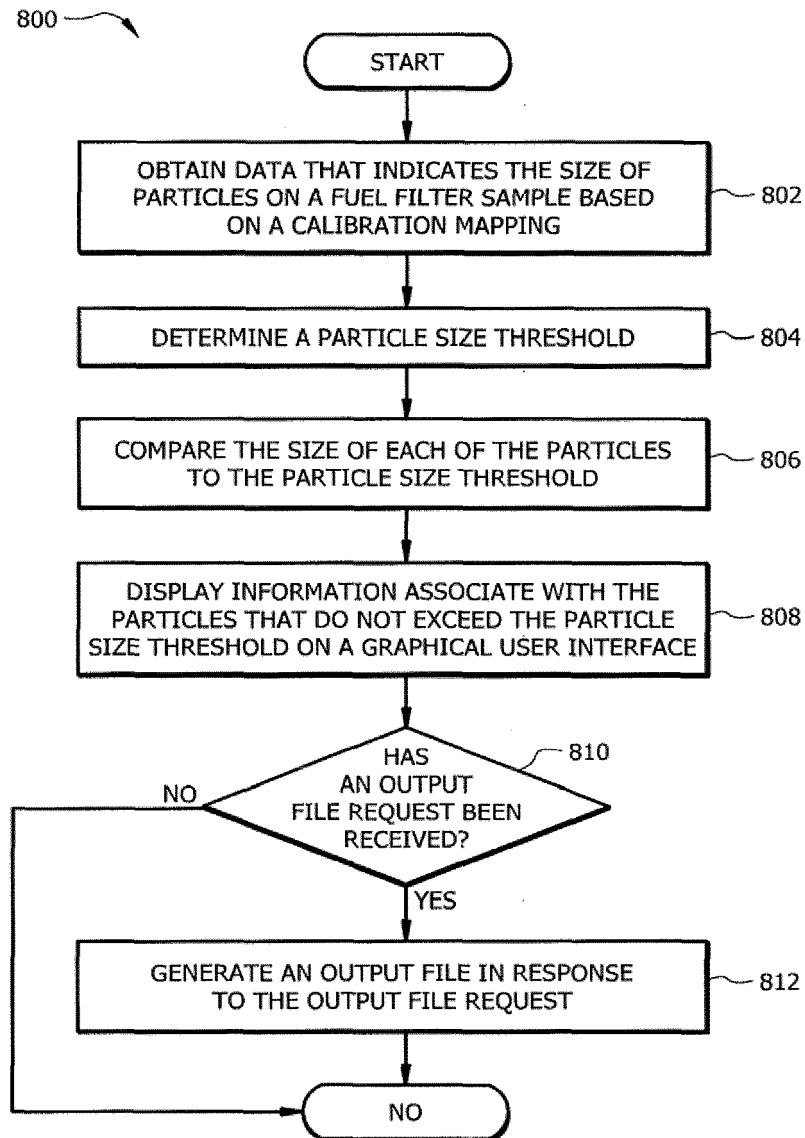 800
START
OBTAIN DATA THAT INDICATES THE SIZE OF
PARTICLES ON A FUEL FILTER SAMPLE BASED
ON A CALIBRATION MAPPING
802
DETERMINE A PARTICLE SIZE THRESHOLD
804
COMPARE THE SIZE OF EACH OF THE PARTICLES
TO THE PARTICLE SIZE THRESHOLD
806
DISPLAY INFORMATION ASSOCIATE WITH THE
PARTICLES THAT DO NOT EXCEED THE PARTICLE
SIZE THRESHOLD ON A GRAPHICAL USER INTERFACE
808
HAS
AN OUTPUT
FILE REQUEST BEEN
RECEIVED?
810
NO
YES
GENERATE AN OUTPUT FILE IN RESPONSE
TO THE OUTPUT FILE REQUEST
812
NO